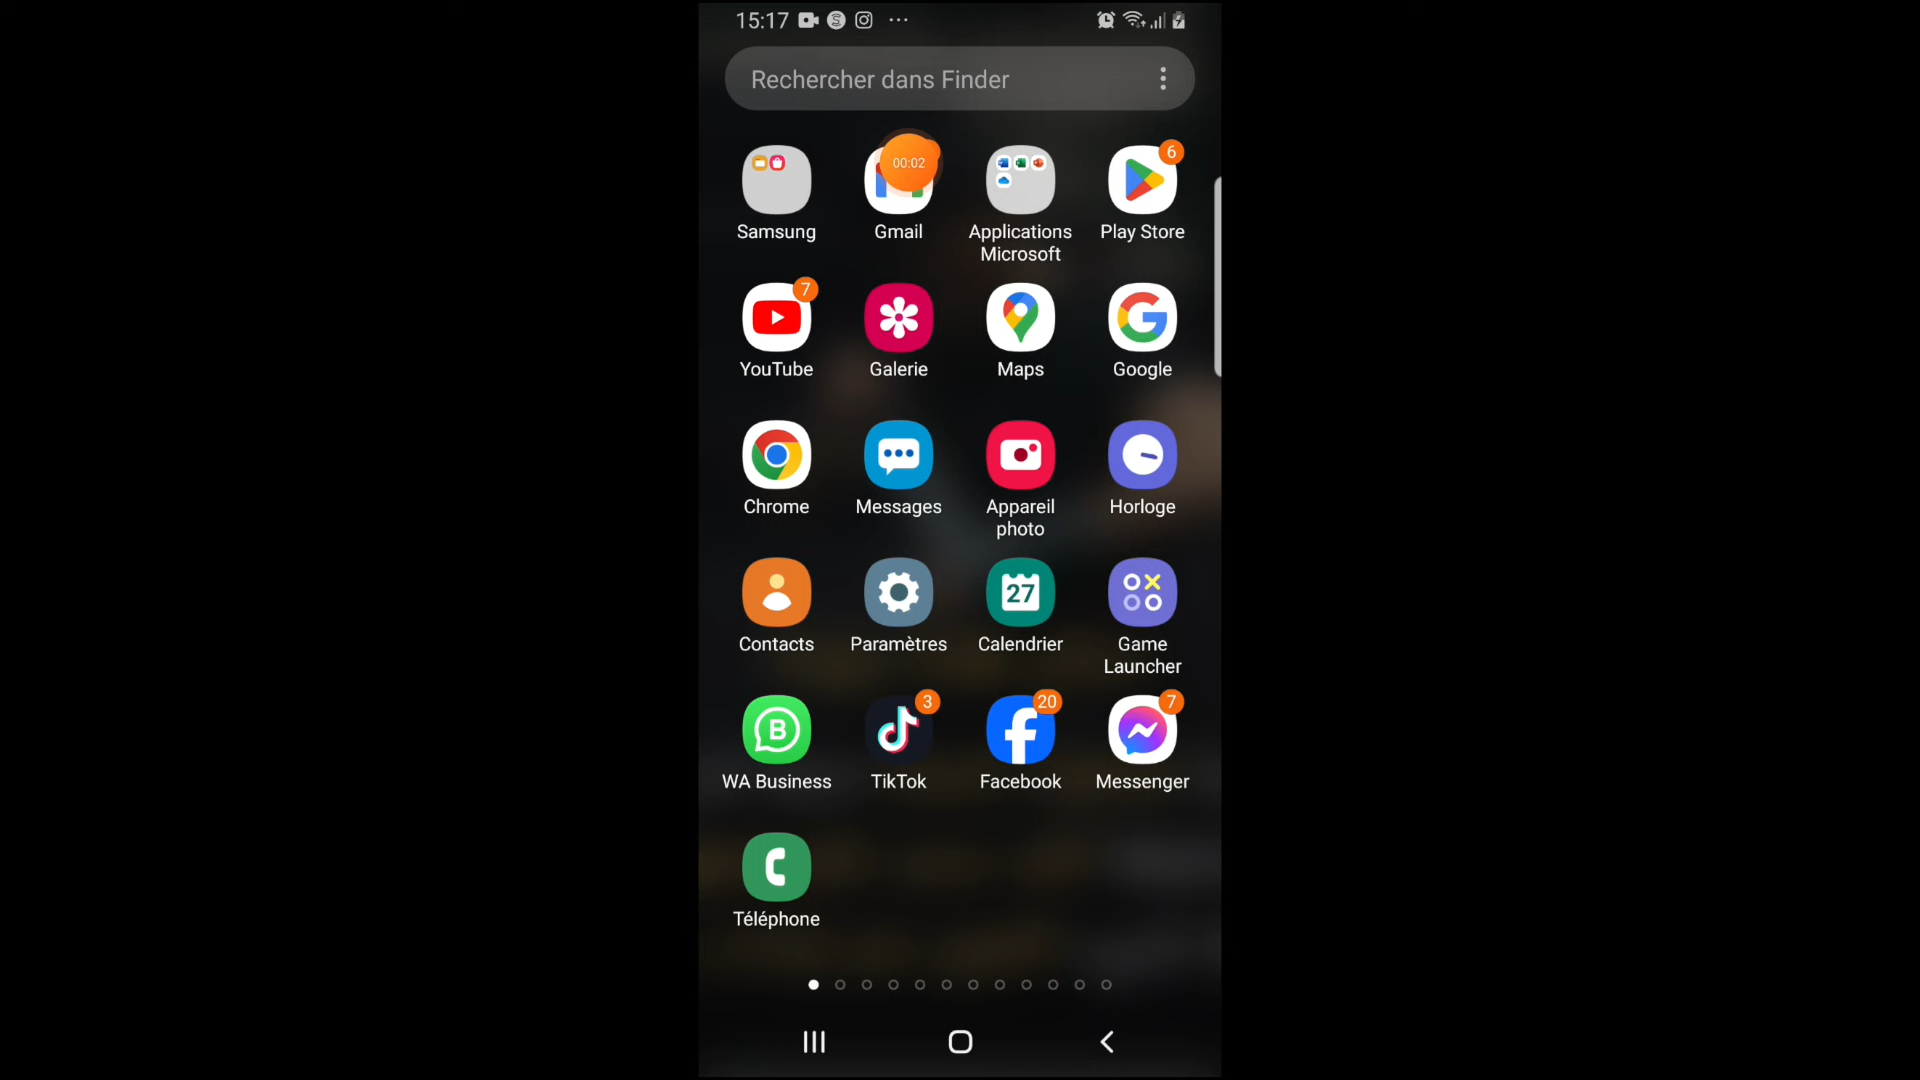 15:17
Rechercher dans Finder
00:02
6
Samsung
Gmail
Applications
Microsoft
Play Store
7
YouTube
Galerie
Maps
Google
Chrome
Messages
Appareil
photo
Horloge
27
Contacts
Paramètres
Calendrier
Game
Launcher
3
20
7
B
WA Business
TikTok
Facebook
Messenger
Téléphone